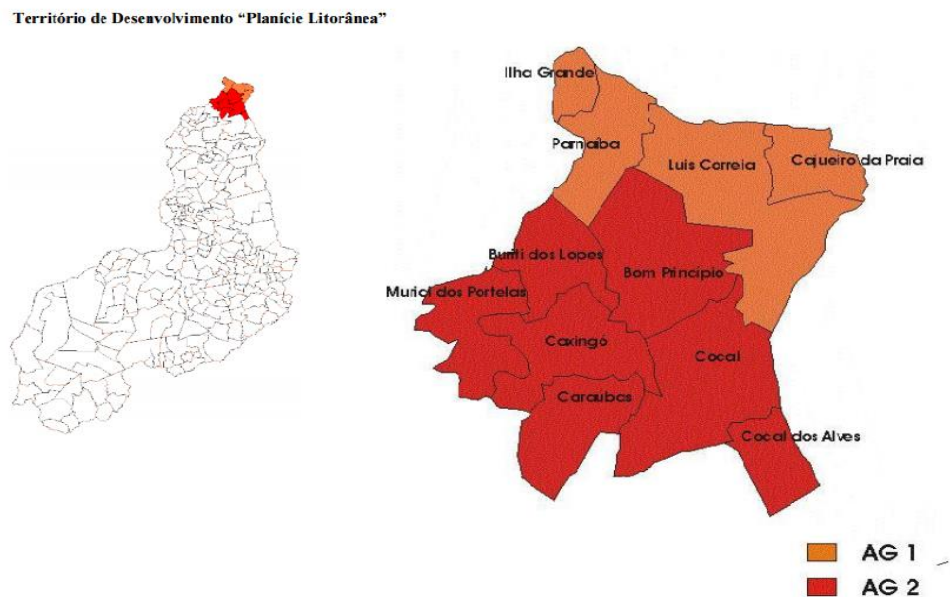 Território de Desenvolvimento “Planície Litorânea”
Ilha Grande
Parnaíba
Luis Correia
Cajueiro da Praia
Buriti dos Lopes
Bom Princípio
Murici dos Portelas
Caxingó
Cocal
Caraubas
Cocal dos Alves
AG 1
AG 2